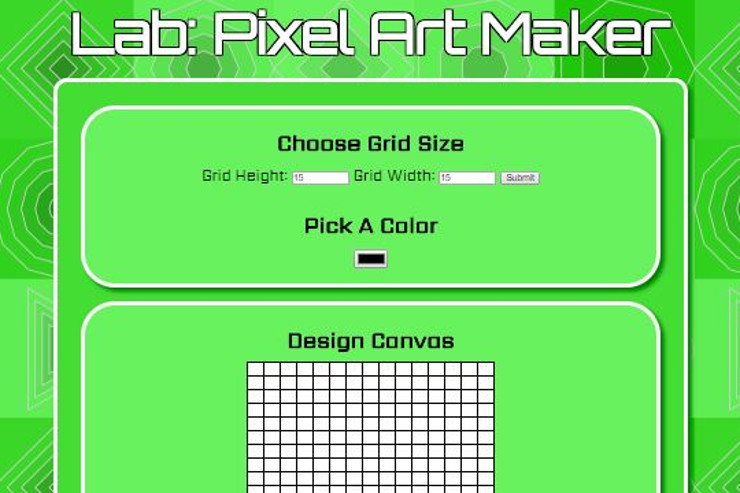 Lab: Pixel Art Maker
Choose Grid Size
Grid Height: 15 Grid Width: 15 Submit
Pick A Color
Design Canvas